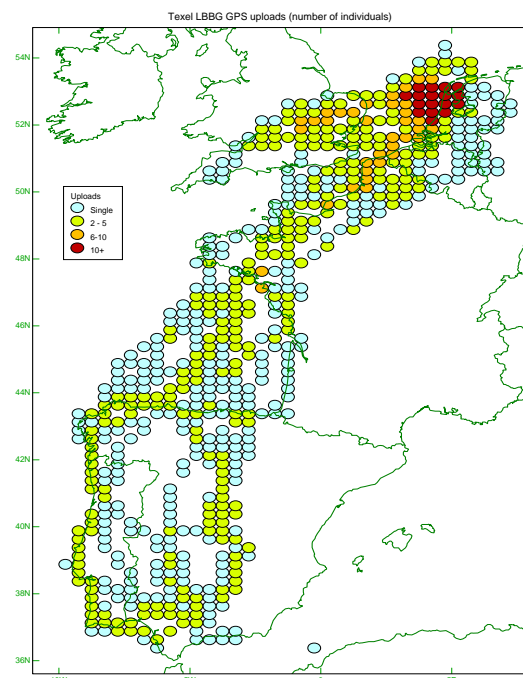 Texel LBBG GPS uploads (number of individuals)
54N
52N
50N
48N
46N
44N
42N
40N
38N
36N
Uploads
Single
2 - 5
6-10
10+